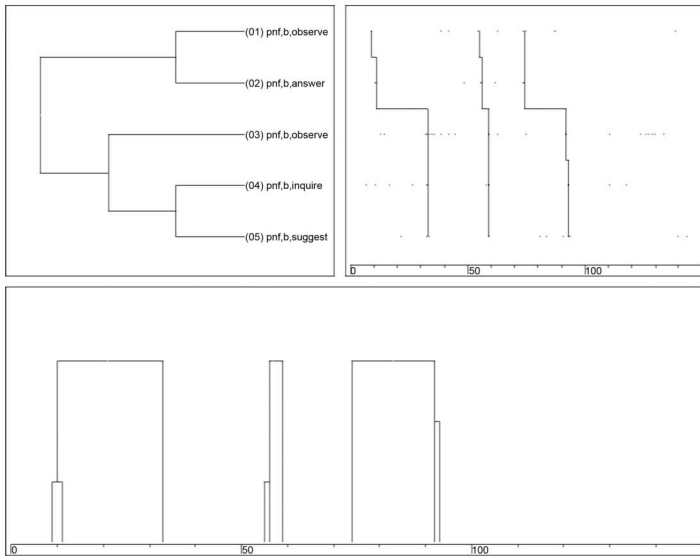 (01) pnf,b,observe
(02) pnf,b,answer
(03) pnf,b,observe
(04) pnf,b,inquire
(05) pnf,b,suggest
0 50 100
0 50 100